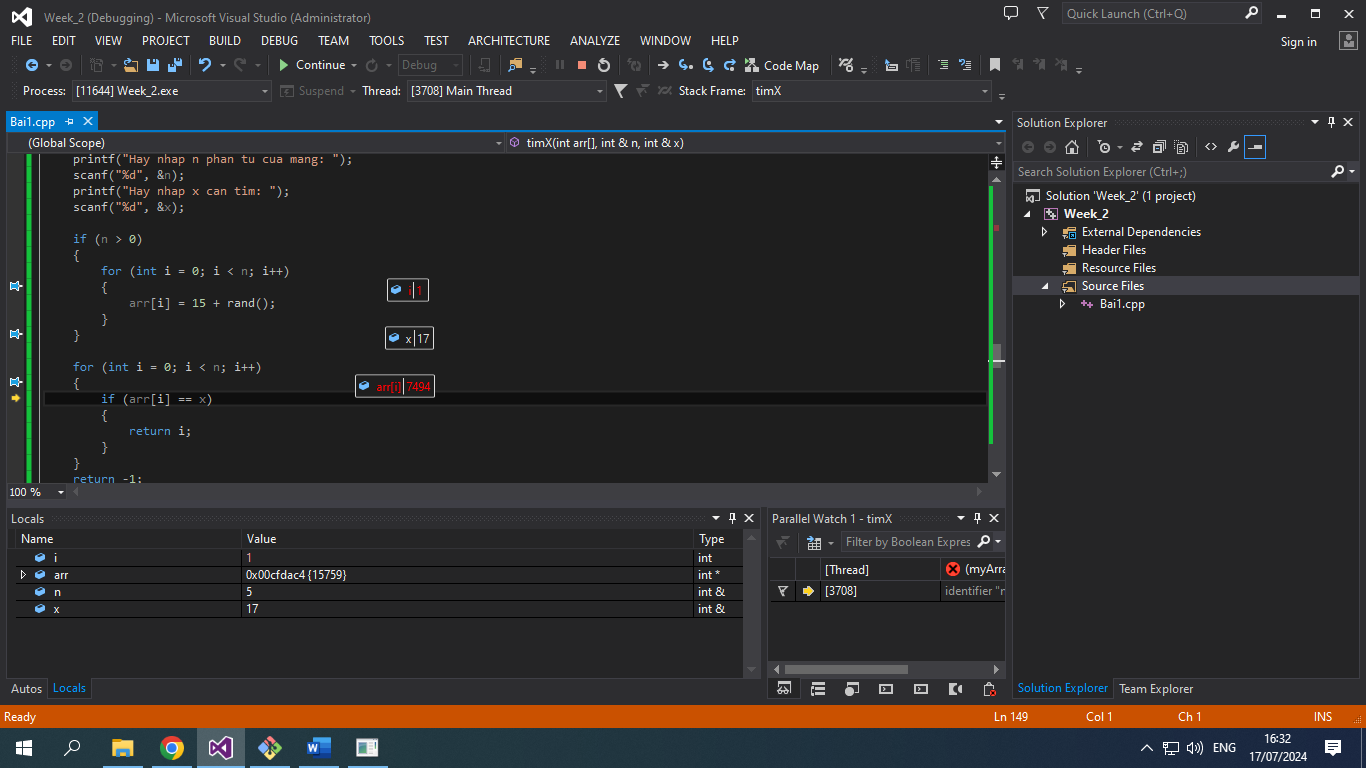 Week_2 (Debugging) - Microsoft Visual Studio (Administrator)
Quick Launch (Ctrl+Q)
FILE EDIT VIEW PROJECT BUILD DEBUG TEAM TOOLS TEST ARCHITECTURE ANALYZE WINDOW HELP
Sign in
Continue Debug Code Map
Process: [11644] Week_2.exe Suspend Thread: [3708] Main Thread Stack Frame: timX
Bai1.cpp
(Global Scope) timX(int arr[], int & n, int & x)
printf("Hay nhap n phan tu cua mang: ");
scanf("%d", &n);
printf("Hay nhap x can tim: ");
scanf("%d", &x);
if (n > 0)
{
for (int i = 0; i < n; i++)
{
i 1
arr[i] = 15 + rand();
}
}
x 17
for (int i = 0; i < n; i++)
{
arr[i] 7494
if (arr[i] == x)
{
return i;
}
}
return -1;
100 %
Solution Explorer
Search Solution Explorer (Ctrl+;)
Solution 'Week_2' (1 project)
Week_2
External Dependencies
Header Files
Resource Files
Source Files
Bai1.cpp
Locals
Name Value Type
i 1 int
arr 0x00cfdac4 {15759} int *
n 5 int &
x 17 int &
Autos Locals
Parallel Watch 1 - timX
Filter by Boolean Expres
[Thread] (myArra
[3708] identifier "n
Solution Explorer Team Explorer
Ready Ln 149 Col 1 Ch 1 INS
ENG
16:32
17/07/2024